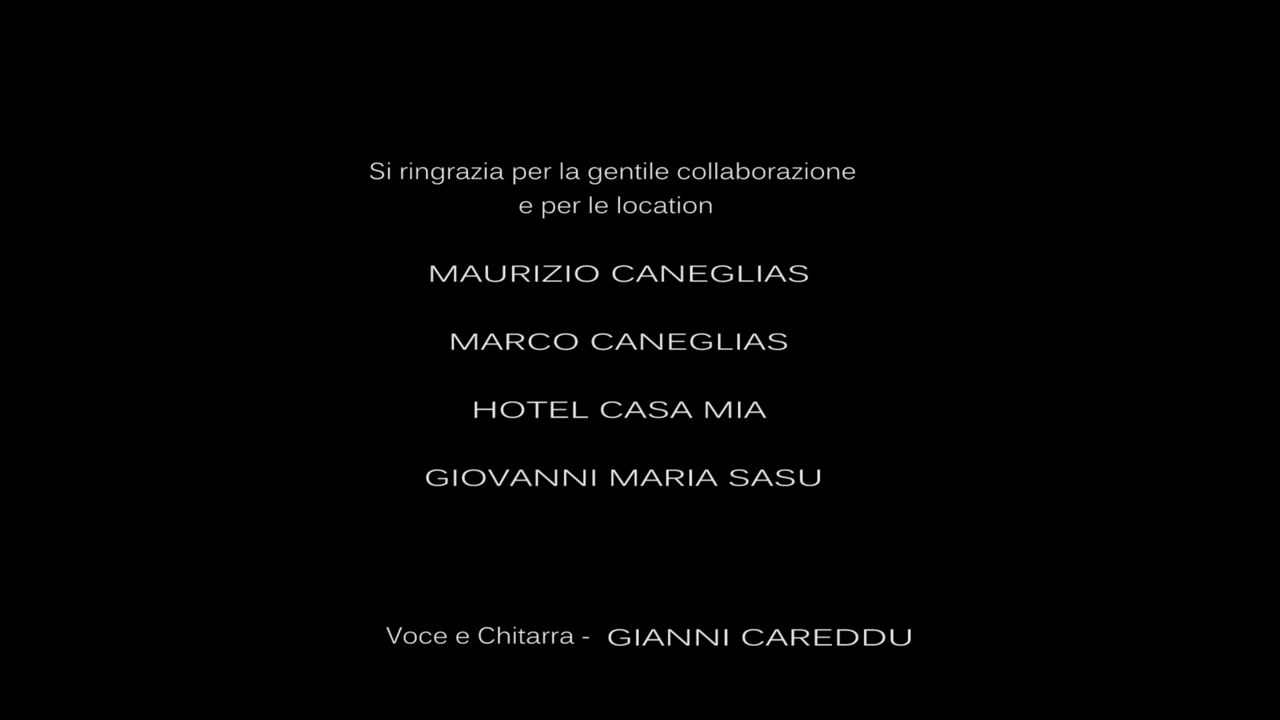 Si ringrazia per la gentile collaborazione
e per le location
MAURIZIO CANEGLIAS
MARCO CANEGLIAS
HOTEL CASA MIA
GIOVANNI MARIA SASU
Voce e Chitarra - GIANNI CAREDDU